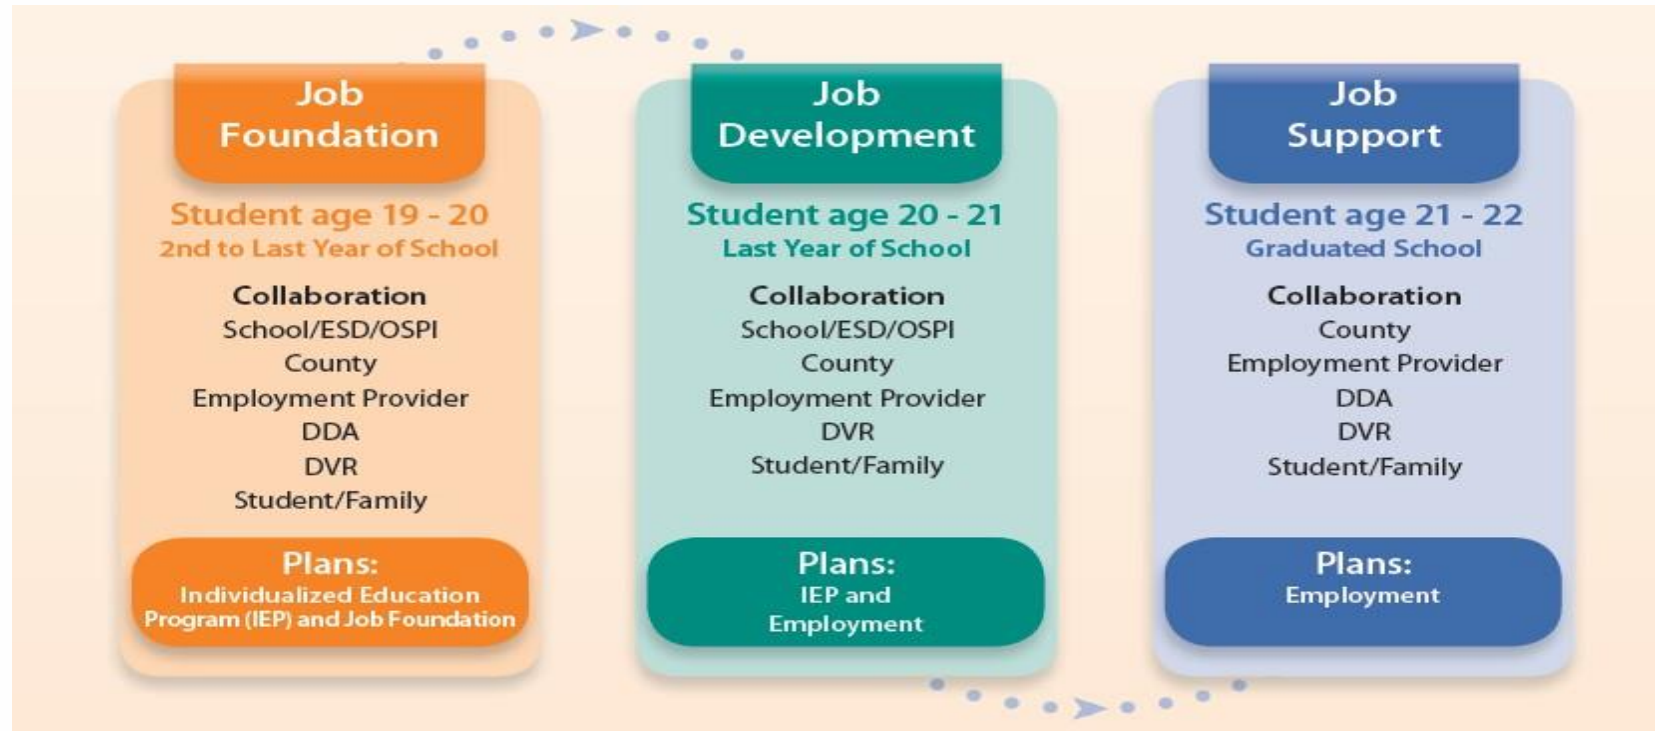 Job
Foundation
Student age 19 - 20
2nd to Last Year of School
Collaboration
School/ESD/OSPI
County
Employment Provider
DDA
DVR
Student/Family
Plans:
Individualized Education
Program (IEP) and Job Foundation
Job
Development
Student age 20 - 21
Last Year of School
Collaboration
School/ESD/OSPI
County
Employment Provider
DVR
Student/Family
Plans:
IEP and
Employment
Job
Support
Student age 21 - 22
Graduated School
Collaboration
County
Employment Provider
DDA
DVR
Student/Family
Plans:
Employment